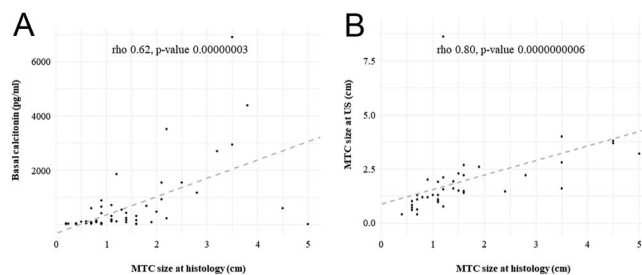 A
rho 0.62, p-value 0.00000003
Basal calcitonin (pg/ml)
6000
4000
2000
0 1 2 3 4 5
MTC size at histology (cm)
B
rho 0.80, p-value 0.0000000006
MTC size at US (cm)
7.5
5.0
2.5
0.0
0 1 2 3 4 5
MTC size at histology (cm)